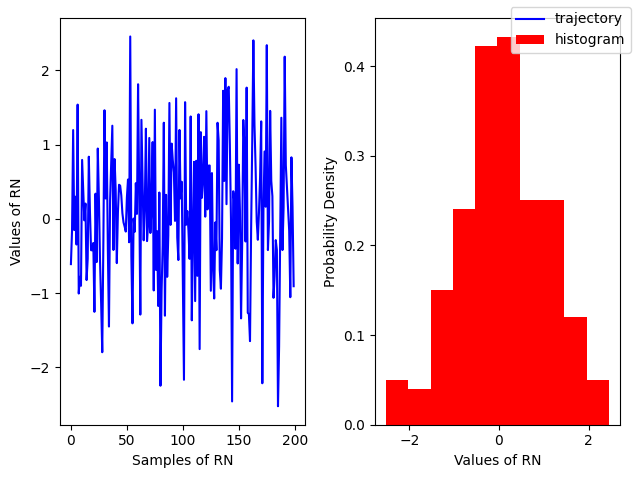 trajectory
histogram
Values of RN
2
1
0
−1
−2
0 50 100 150 200
Samples of RN
Probability Density
0.4
0.3
0.2
0.1
0.0
−2 0 2
Values of RN